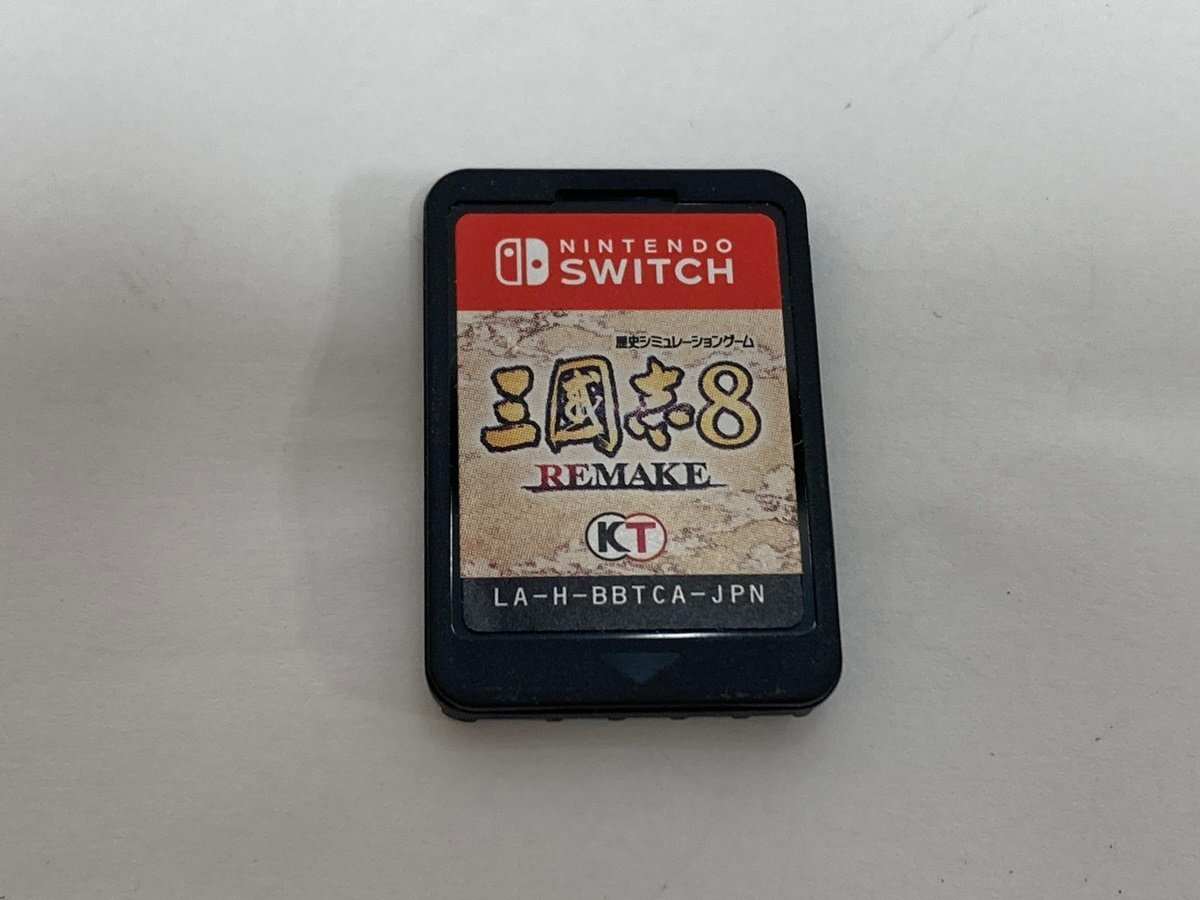 NINTENDO
SWITCH
歴史シミュレーションゲーム
三國志8
REMAKE
KT
LA-H-BBTCA-JPN